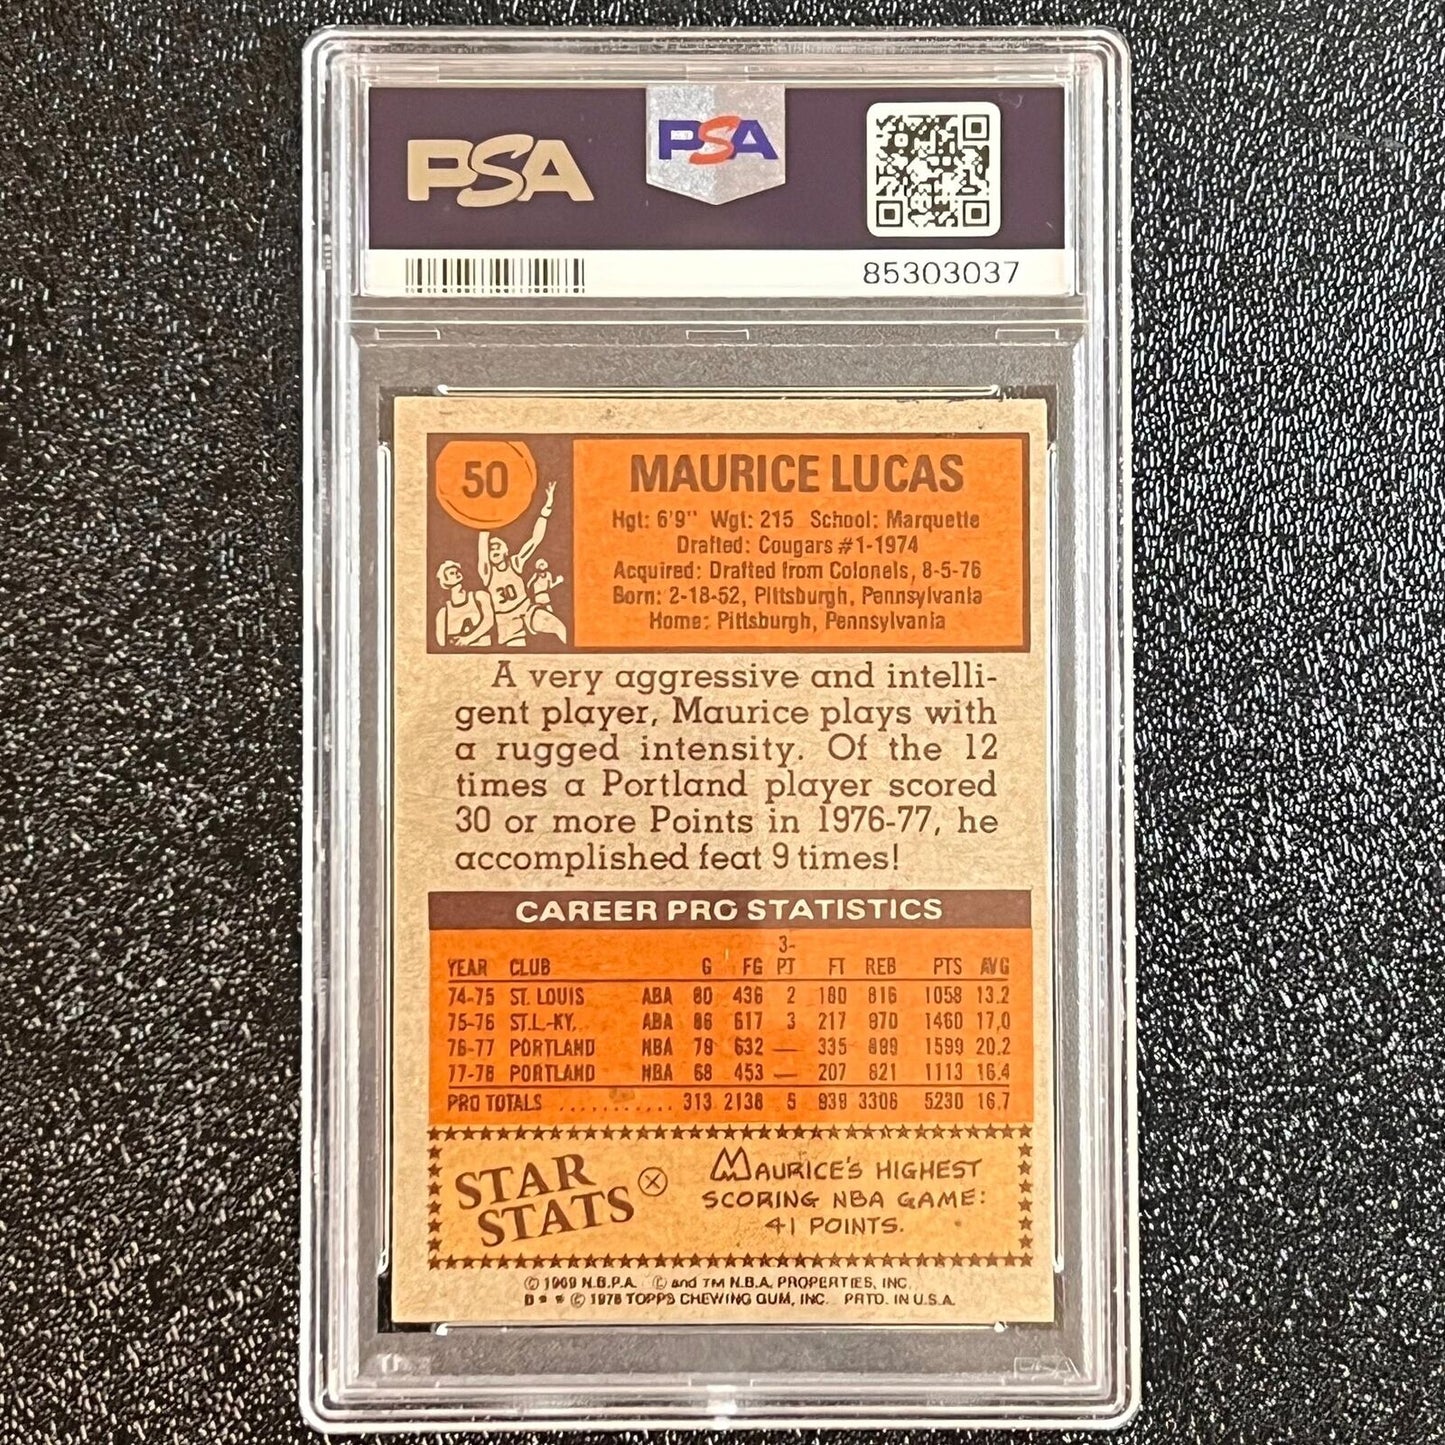 PSA
PSA
85303037
50
MAURICE LUCAS
Hgt: 6'9" Wgt: 215 School: Marquette
Drafted: Cougars #1-1974
Acquired: Drafted from Colonels, 8-5-76
Born: 2-18-52, Pittsburgh, Pennsylvania
Home: Pittsburgh, Pennsylvania
30
A very aggressive and intelli-
gent player, Maurice plays with
a rugged intensity. Of the 12
times a Portland player scored
30 or more Points in 1976-77, he
accomplished feat 9 times!
CAREER PRO STATISTICS
YEAR CLUB G FG 3-PT FT REB PTS AVG
74-75 ST. LOUIS ABA 80 436 2 180 816 1058 13.2
75-76 ST.L.-KY. ABA 86 617 3 217 970 1460 17.0
76-77 PORTLAND NBA 79 632 — 335 899 1599 20.2
77-78 PORTLAND NBA 68 453 — 207 821 1113 16.4
PRO TOTALS ........... 313 2138 5 939 3306 5230 16.7
STAR
STATS
MAURICE'S HIGHEST
SCORING NBA GAME:
41 POINTS.
© 1969 N.B.P.A. © and TM N.B.A. PROPERTIES, INC.
D * * © 1978 TOPPS CHEWING GUM, INC. PRTD. IN U.S.A.
PSA